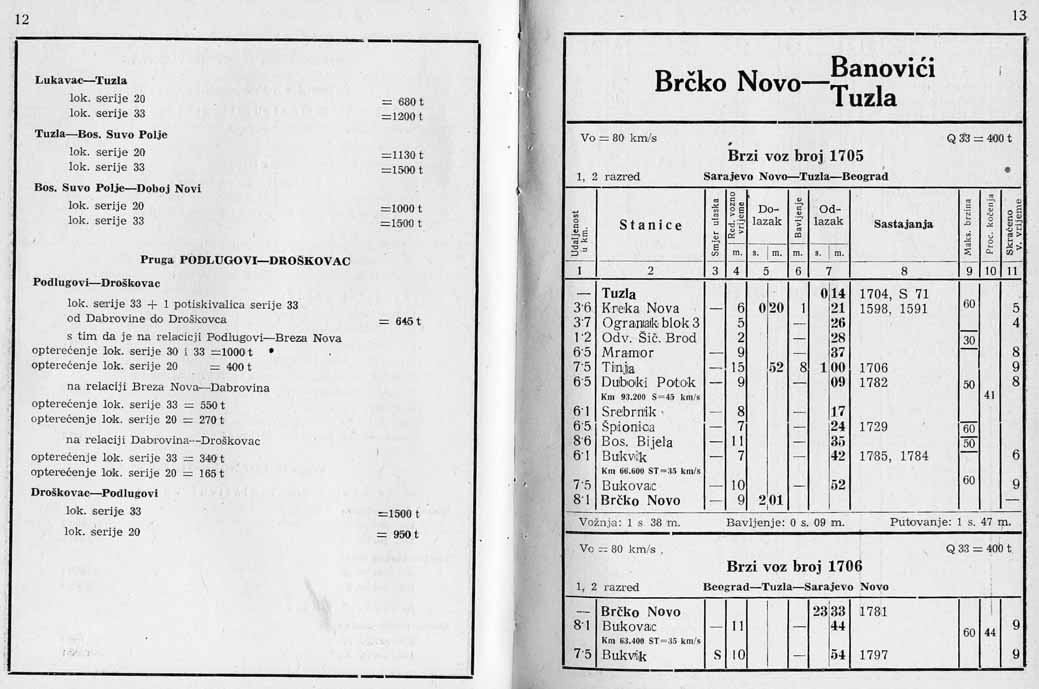 12
Lukavac—Tuzla
lok. serije 20 = 680 t
lok. serije 33 =1200 t
Tuzla—Bos. Suvo Polje
lok. serije 20 =1130 t
lok. serije 33 =1500 t
Bos. Suvo Polje—Doboj Novi
lok. serije 20 =1000 t
lok. serije 33 =1500 t
Pruga PODLUGOVI—DROŠKOVAC
Podlugovi—Droškovac
lok. serije 33 + 1 potiskivalica serije 33
od Dabrovine do Droškovca = 645 t
s tim da je na relacicji Podlugovi—Breza Nova
opterećenje lok. serije 30 i 33 =1000 t
opterećenje lok. serije 20 = 400 t
na relaciji Breza Nova—Dabrovina
opterećenje lok. serije 33 = 550 t
opterećenje lok. serije 20 = 270 t
na relaciji Dabrovina—Droškovac
opterećenje lok. serije 33 = 340 t
opterećenje lok. serije 20 = 165 t
Droškovac—Podlugovi
lok. serije 33 =1500 t
lok. serije 20 = 950 t
13
Brčko Novo—Banovići
Tuzla
Vo = 80 km/s Q 33 = 400 t
Brzi voz broj 1705
1, 2 razred Sarajevo Novo—Tuzla—Beograd
Udaljenost u km. Stanice Smjer ulaska Red. vozno vrijeme Do-lazak Bavljenje Od-lazak Sastajanja Maks. brzina Proc. kočenja Skraćeno v. vrijeme
m. s. m. m. s. m.
1 2 3 4 5 6 7 8 9 10 11
— Tuzla 0 14 1704, S 71
3·6 Kreka Nova — 6 0 20 1 21 1598, 1591 60 5
3·7 Ogranak blok 3 5 26 4
1·2 Odv. Šič. Brod 2 28 30
6·5 Mramor — 9 — 37 8
7·5 Tinja — 15 52 8 1 00 1706 9
6·5 Duboki Potok — 9 — 09 1782 50 8
Km 93.200 S=45 km/s 41
6·1 Srebrnik — 8 — 17
6·5 Špionica — 7 — 24 1729 60
8·6 Bos. Bijela — 11 — 35 50
6·1 Bukvik — 7 — 42 1785, 1784 6
Km 66.600 ST=35 km/s
7·5 Bukovac — 10 — 52 60 9
8·1 Brčko Novo — 9 2 01 —
Vožnja: 1 s 38 m. Bavljenje: 0 s. 09 m. Putovanje: 1 s. 47 m.
Vo = 80 km/s Q 33 = 400 t
Brzi voz broj 1706
1, 2 razred Beograd—Tuzla—Sarajevo Novo
— Brčko Novo 23 33 1781
8·1 Bukovac — 11 — 44 9
Km 63.400 ST=35 km/s 60 44
7·5 Bukvik S 10 — 54 1797 9